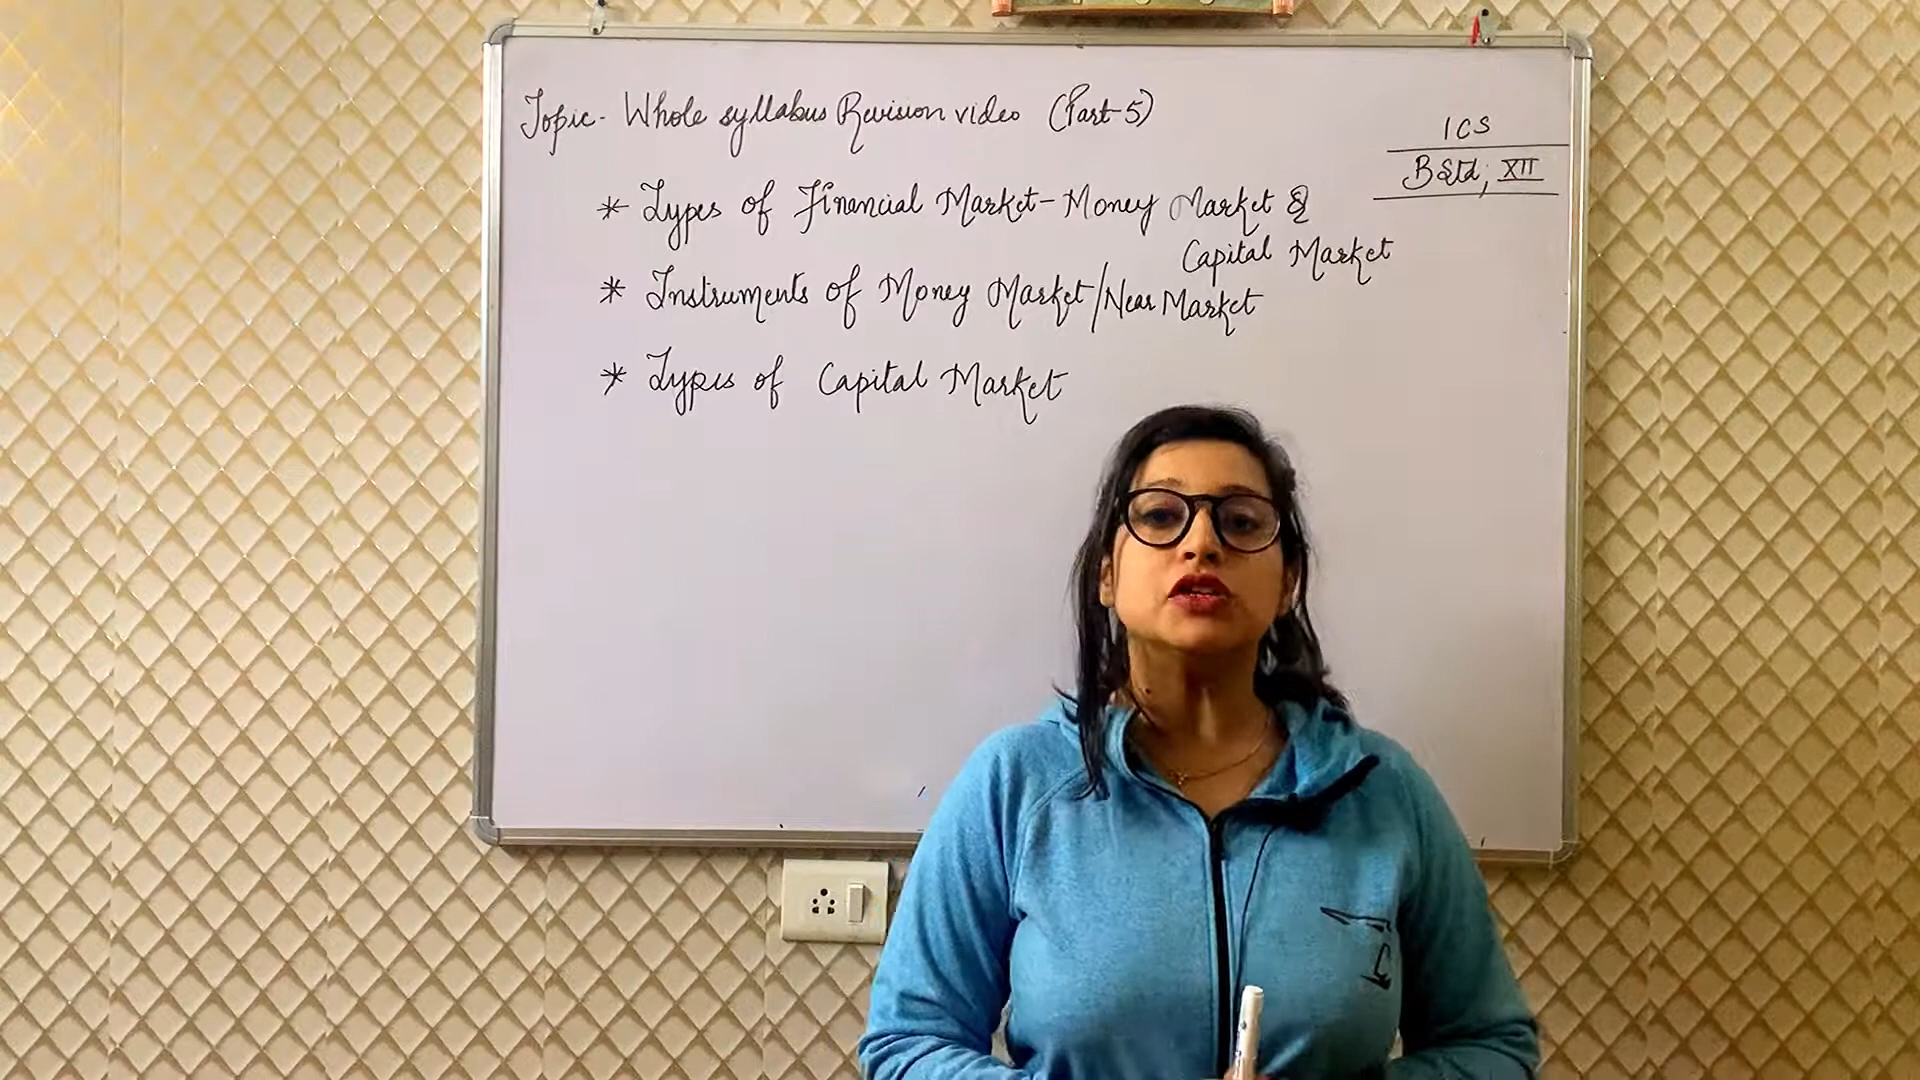 Topic- Whole syllabus Revision video (Part-5)
ICS
B.Std; XII
* Types of Financial Market - Money Market &
Capital Market
* Instruments of Money Market/Near Market
* Types of Capital Market